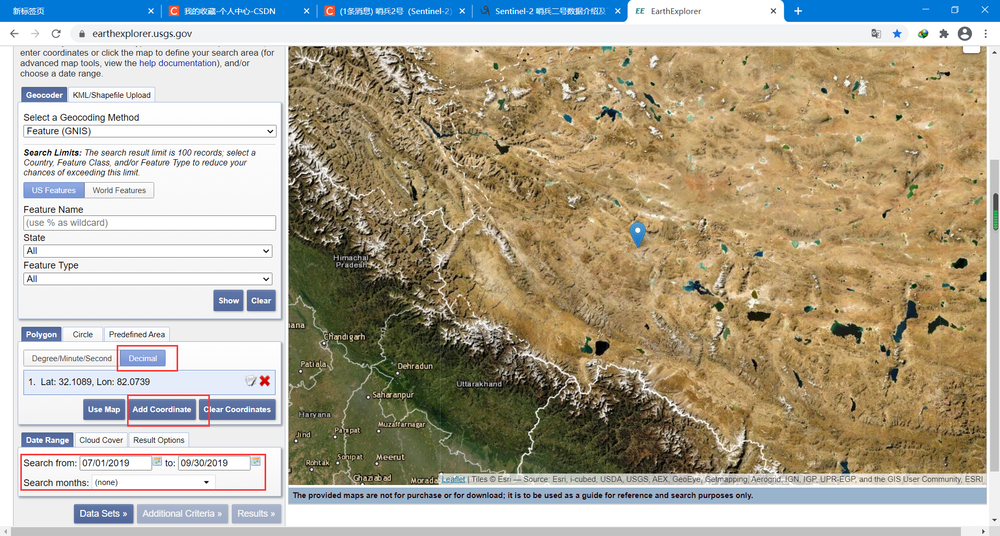 新标签页
我的收藏-个人中心-CSDN
(1条消息) 哨兵2号（Sentinel-2)
Sentinel-2 哨兵二号数据介绍及
EE EarthExplorer
earthexplorer.usgs.gov
enter coordinates or click the map to define your search area (for
advanced map tools, view the help documentation), and/or
choose a date range.
Geocoder
KML/Shapefile Upload
Select a Geocoding Method
Feature (GNIS)
Search Limits: The search result limit is 100 records; select a
Country, Feature Class, and/or Feature Type to reduce your
chances of exceeding this limit.
US Features
World Features
Feature Name
(use % as wildcard)
State
All
Feature Type
All
Show
Clear
Polygon
Circle
Predefined Area
Degree/Minute/Second
Decimal
1. Lat: 32.1089, Lon: 82.0739
Use Map
Add Coordinate
Clear Coordinates
Date Range
Cloud Cover
Result Options
Search from: 07/01/2019 to: 09/30/2019
Search months: (none)
Data Sets »
Additional Criteria »
Results »
Himachal
Pradesh
iana
Chandigarh
Patiala
Dehradun
Uttarakhand
Saharanpur
Haryana
Muzaffarnagar
Jind
Panipat
Sonipat
Meerut
Rohtak
Ghaziabad
Morada
Leaflet | Tiles © Esri — Source: Esri, i-cubed, USDA, USGS, AEX, GeoEye, Getmapping, Aerogrid, IGN, IGP, UPR-EGP, and the GIS User Community, ESRI
The provided maps are not for purchase or for download; it is to be used as a guide for reference and search purposes only.